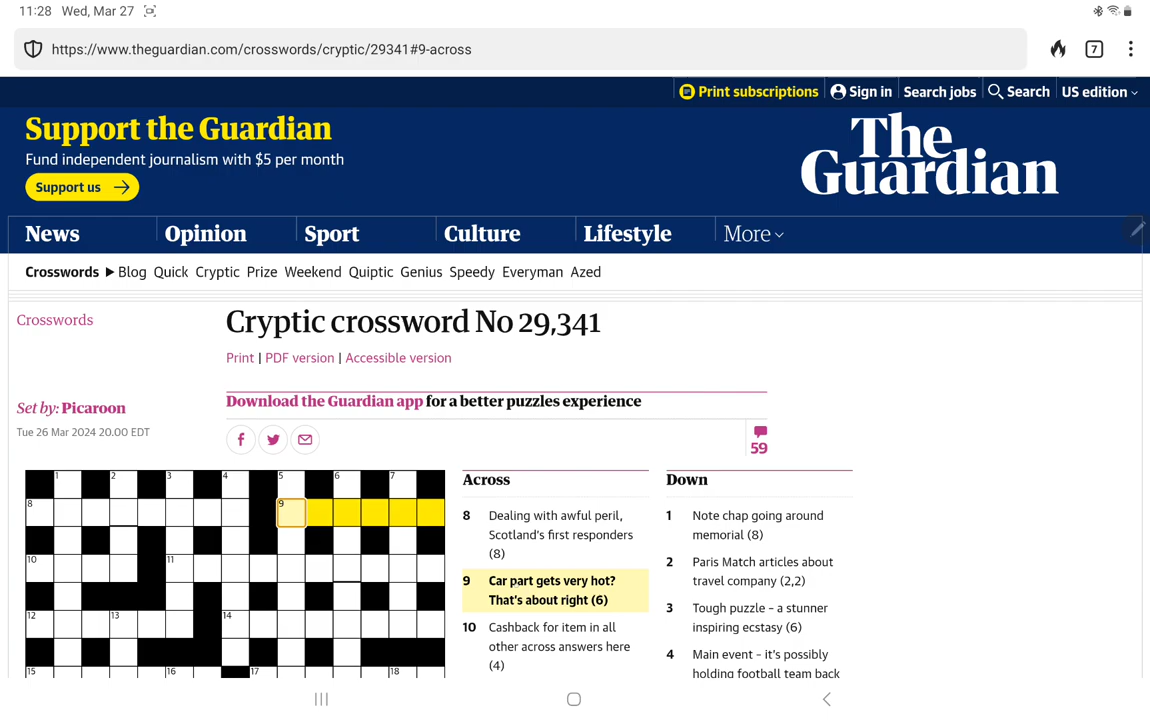 11:28 Wed, Mar 27
https://www.theguardian.com/crosswords/cryptic/29341#9-across
7
Print subscriptions
Sign in
Search jobs
Search
US edition
Support the Guardian
Fund independent journalism with $5 per month
Support us
The
Guardian
News
Opinion
Sport
Culture
Lifestyle
More
Crosswords
Blog Quick Cryptic Prize Weekend Quiptic Genius Speedy Everyman Azed
Crosswords
Cryptic crossword No 29,341
Print | PDF version | Accessible version
Set by: Picaroon
Tue 26 Mar 2024 20.00 EDT
Download the Guardian app for a better puzzles experience
59
1 2 3 4 5 6 7
8 9
10 11
12 13 14
15 16 17 18
Across
8 Dealing with awful peril,
Scotland's first responders
(8)
9 Car part gets very hot?
That's about right (6)
10 Cashback for item in all
other across answers here
(4)
Down
1 Note chap going around
memorial (8)
2 Paris Match articles about
travel company (2,2)
3 Tough puzzle – a stunner
inspiring ecstasy (6)
4 Main event – it's possibly
holding football team back